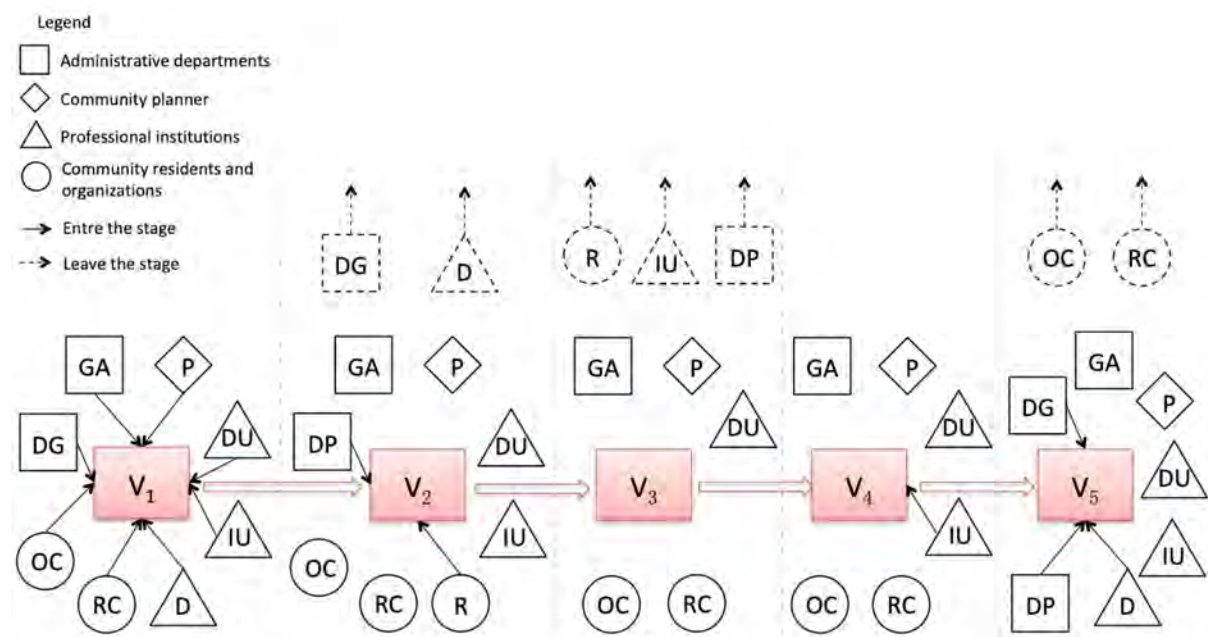 Legend
Administrative departments
Community planner
Professional institutions
Community residents and
organizations
Entre the stage
Leave the stage
DG
D
R
IU
DP
OC
RC
GA
P
GA
P
GA
P
GA
P
GA
P
DG
DU
DP
DU
DU
DU
DG
DU
V1
V2
V3
V4
V5
OC
IU
OC
IU
IU
IU
RC
D
RC
R
OC
RC
OC
RC
DP
D